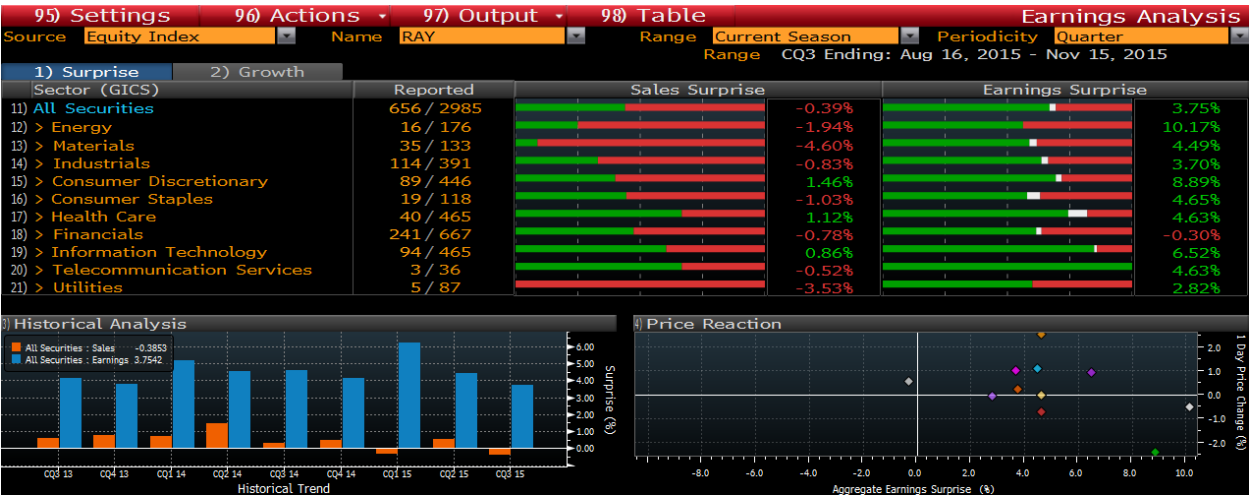 95) Settings 96) Actions 97) Output 98) Table Earnings Analysis
Source Equity Index Name RAY Range Current Season Periodicity Quarter
Range CQ3 Ending: Aug 16, 2015 - Nov 15, 2015
1) Surprise 2) Growth
Sector (GICS) Reported Sales Surprise Earnings Surprise
11) All Securities 656 / 2985 -0.39% 3.75%
12) > Energy 16 / 176 -1.94% 10.17%
13) > Materials 35 / 133 -4.60% 4.49%
14) > Industrials 114 / 391 -0.83% 3.70%
15) > Consumer Discretionary 89 / 446 1.46% 8.89%
16) > Consumer Staples 19 / 118 -1.03% 4.65%
17) > Health Care 40 / 465 1.12% 4.63%
18) > Financials 241 / 667 -0.78% -0.30%
19) > Information Technology 94 / 465 0.86% 6.52%
20) > Telecommunication Services 3 / 36 -0.52% 4.63%
21) > Utilities 5 / 87 -3.53% 2.82%
3) Historical Analysis
All Securities : Sales -0.3853
All Securities : Earnings 3.7542
6.00
5.00
4.00
3.00
2.00
1.00
0.00
Surprise (%)
CQ3 13 CQ4 13 CQ1 14 CQ2 14 CQ3 14 CQ4 14 CQ1 15 CQ2 15 CQ3 15
Historical Trend
4) Price Reaction
2.0
1.0
0.0
-1.0
-2.0
1 Day Price Change (%)
-8.0 -6.0 -4.0 -2.0 0.0 2.0 4.0 6.0 8.0 10.0
Aggregate Earnings Surprise (%)